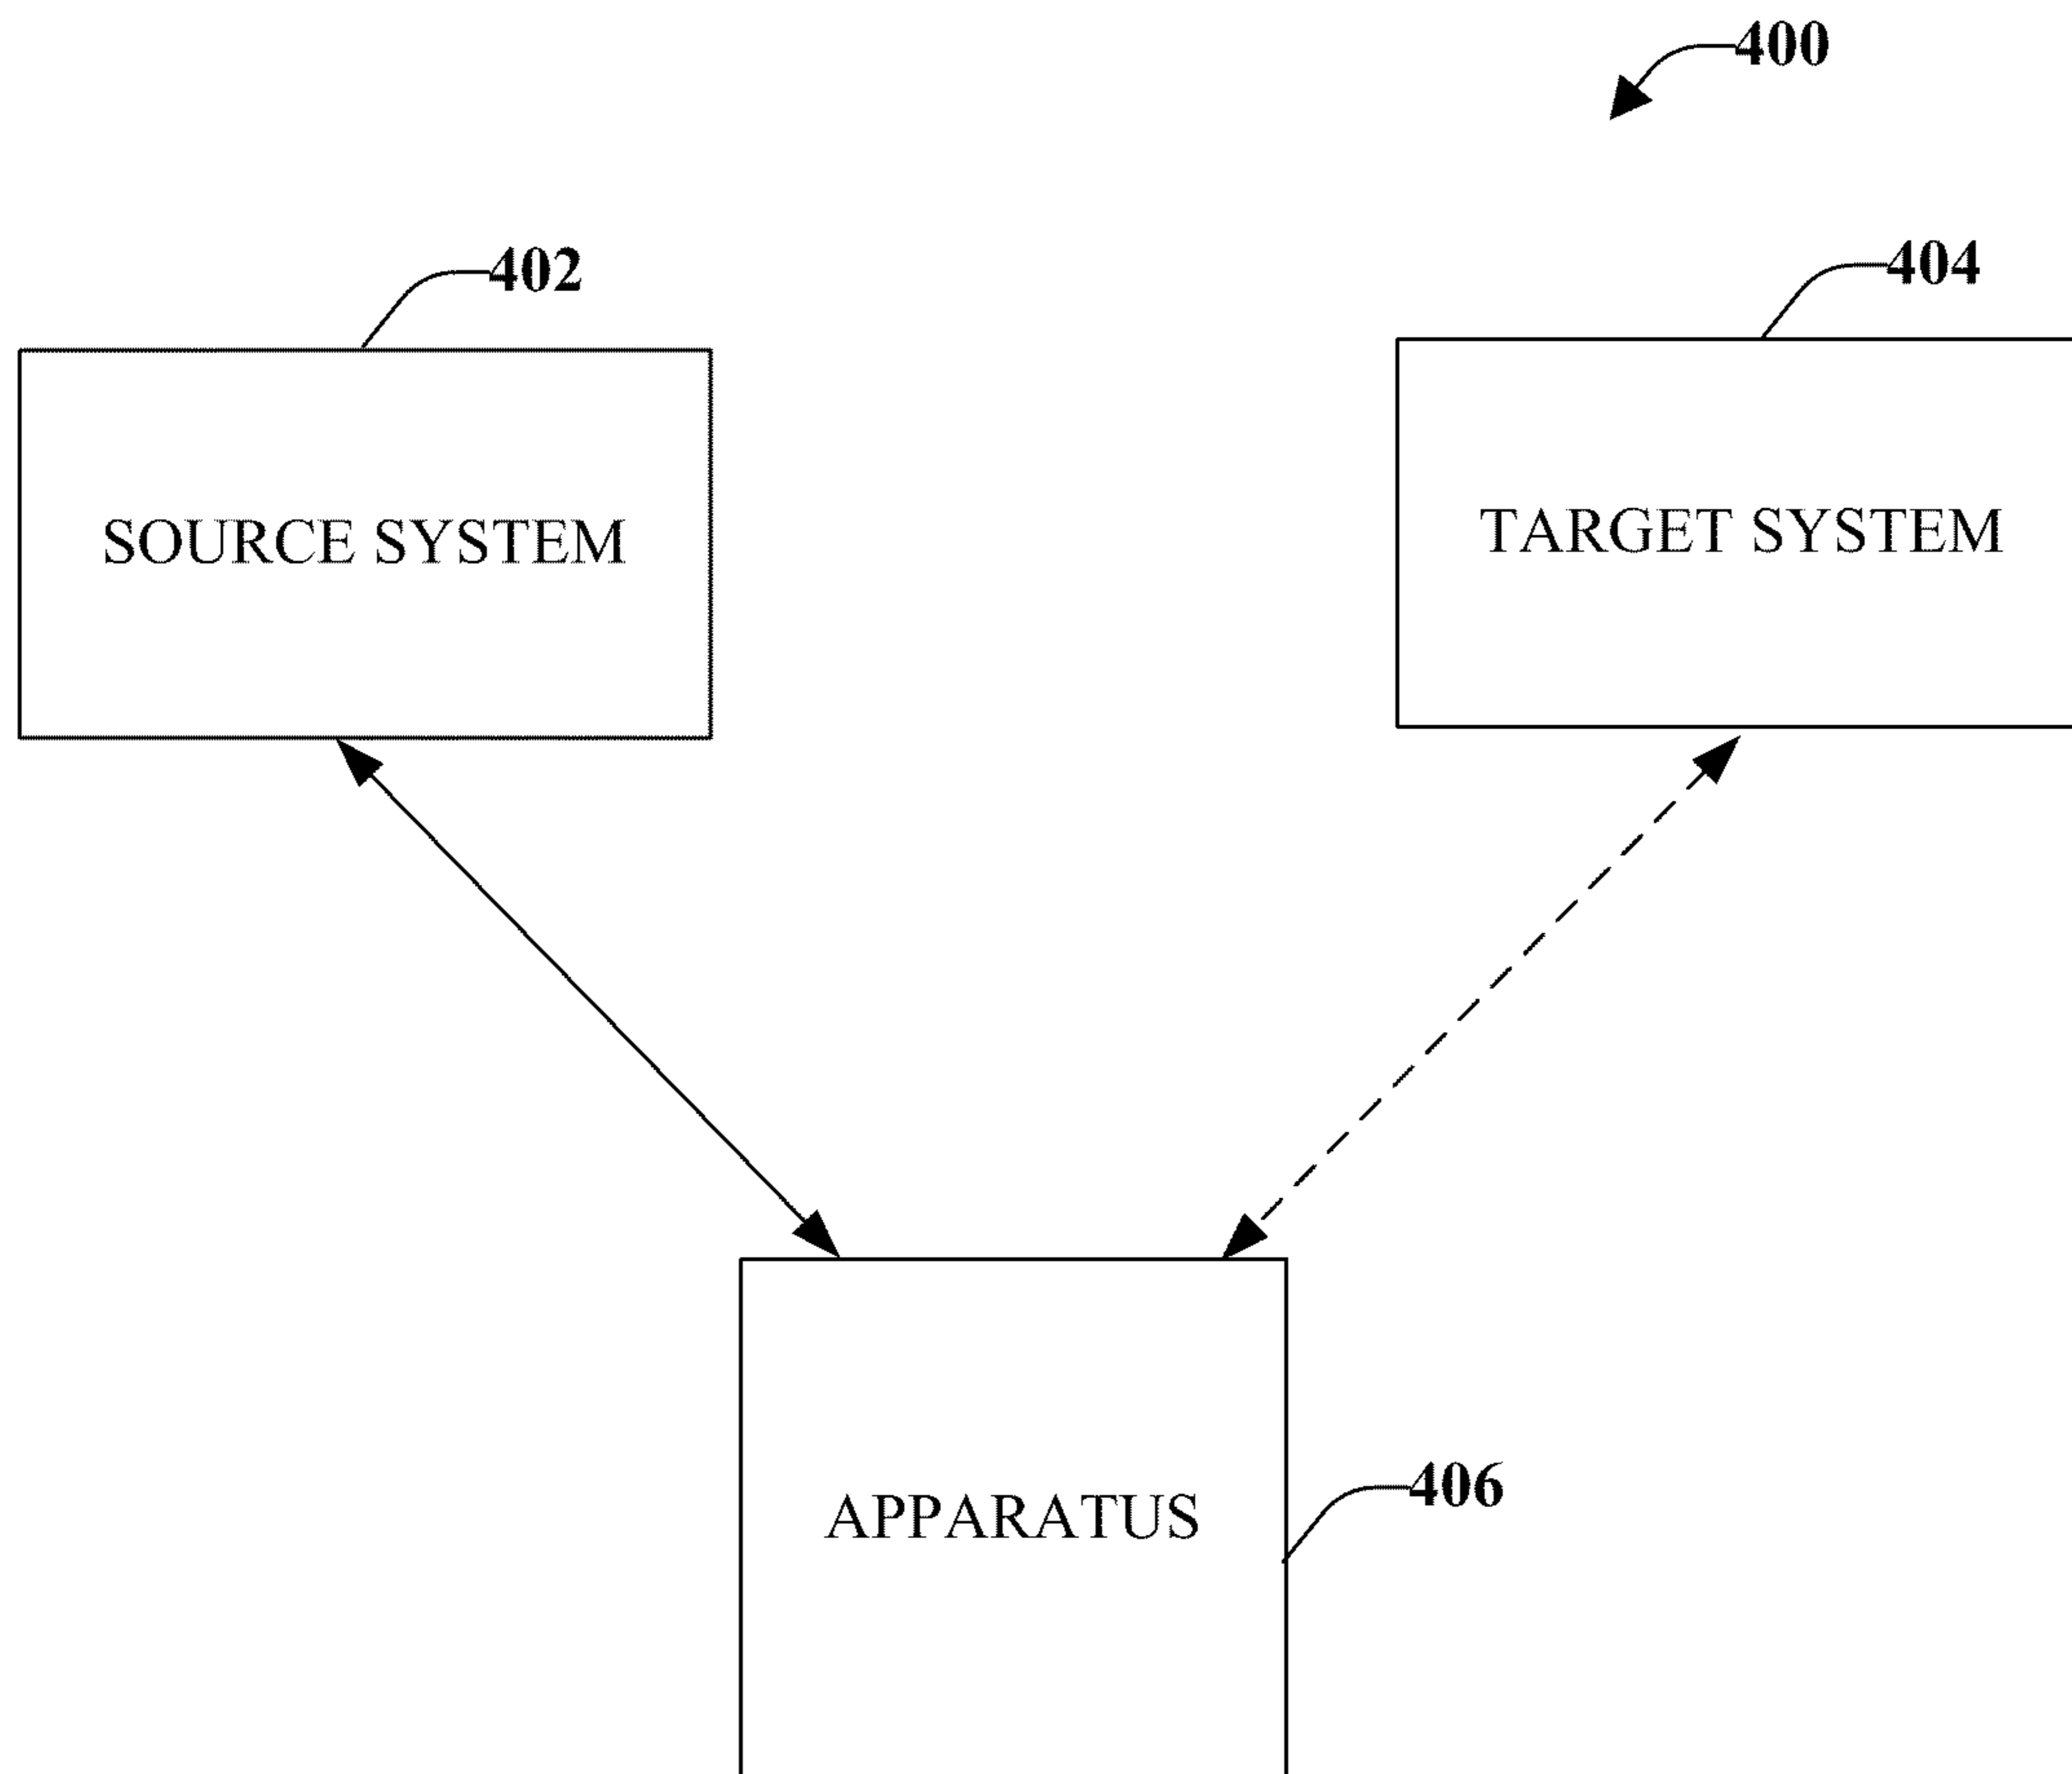 400
402
404
SOURCE SYSTEM
TARGET SYSTEM
APPARATUS
406